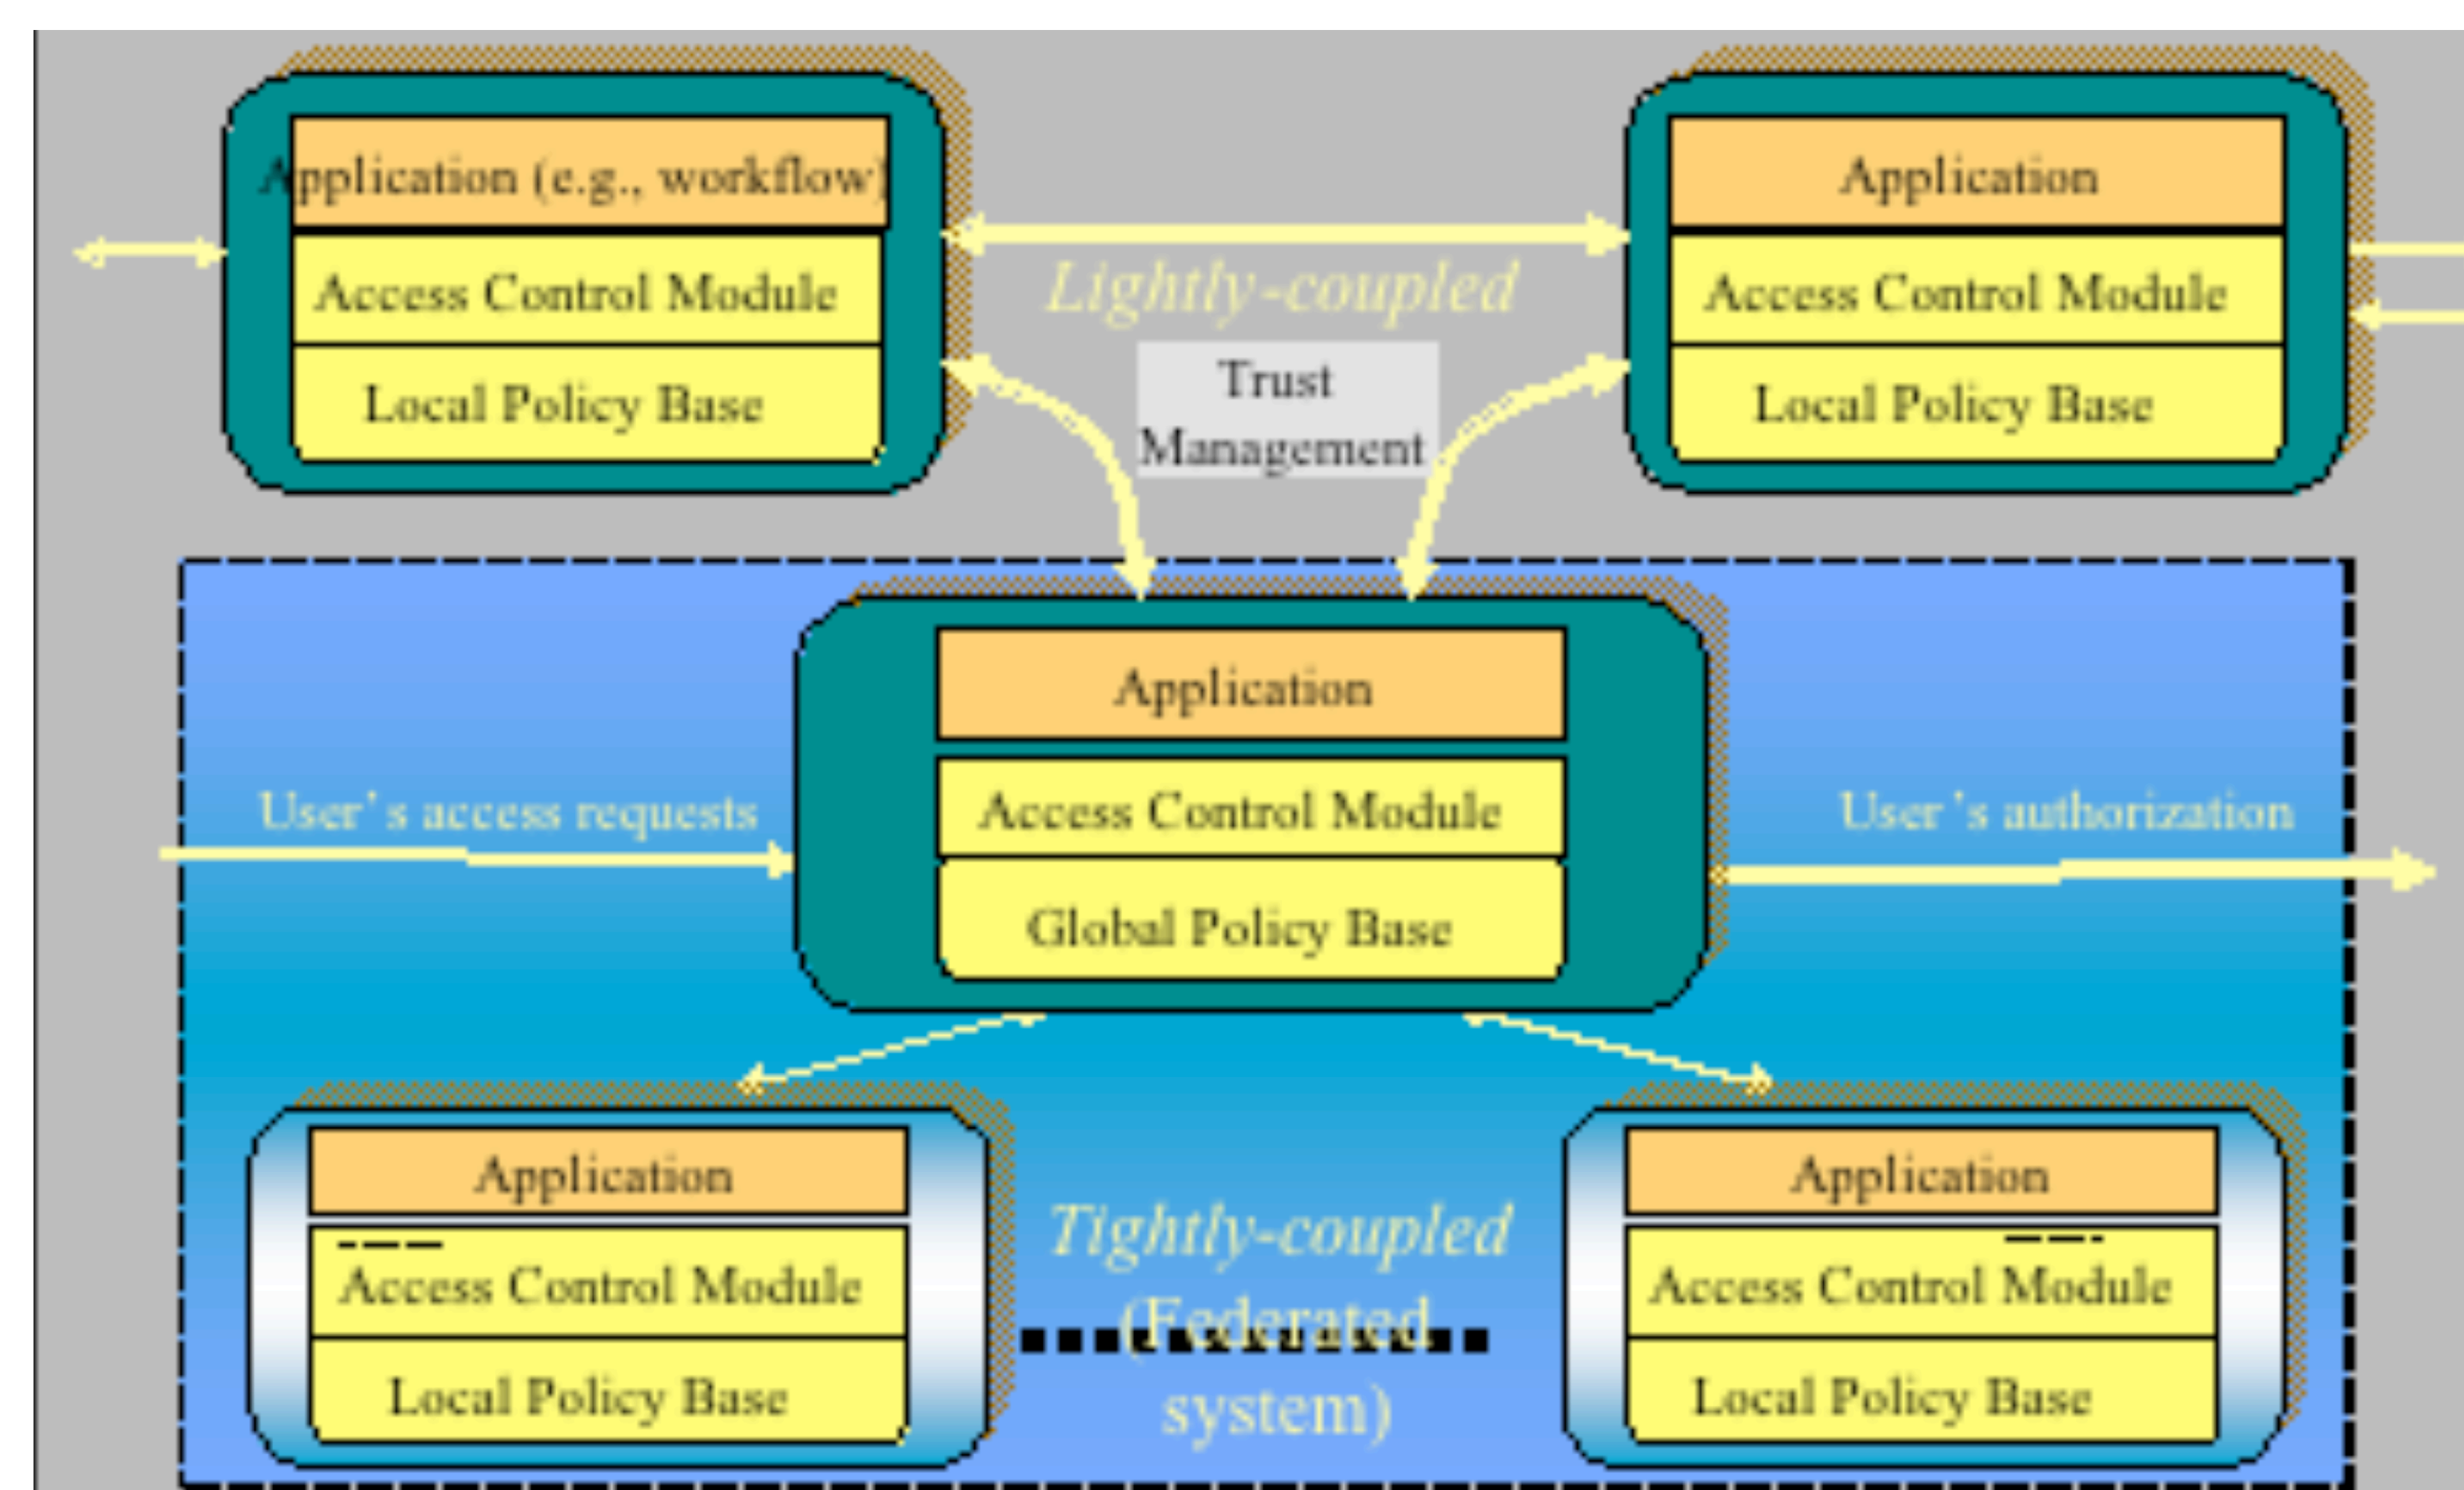 Application (e.g., workflow)
Access Control Module
Local Policy Base
Lightly-coupled
Trust
Management
Application
Access Control Module
Local Policy Base
Application
Access Control Module
Global Policy Base
User's access requests
User's authorization
Application
Access Control Module
Local Policy Base
Tightly-coupled
(Federated
system)
Application
Access Control Module
Local Policy Base